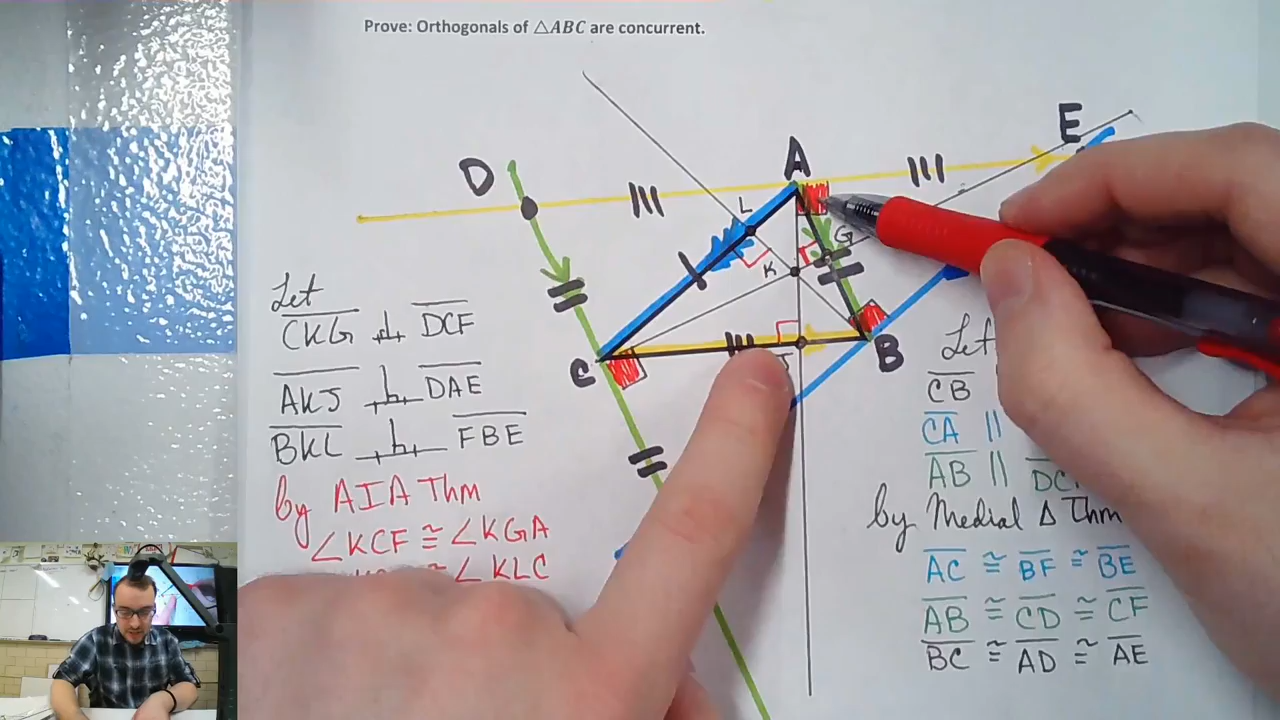 Prove: Orthogonals of △ABC are concurrent.
E
A
D
L
G
K
C
B
Let
CKG ⊥ DCF
AKJ ⊥ DAE
BKL ⊥ FBE
by AIA Thm
∠KCF ≅ ∠KGA
≅ ∠KLC
Let
CB
CA ||
AB || DC
by Medial △ Thm
AC ≅ BF ≅ BE
AB ≅ CD ≅ CF
BC ≅ AD ≅ AE